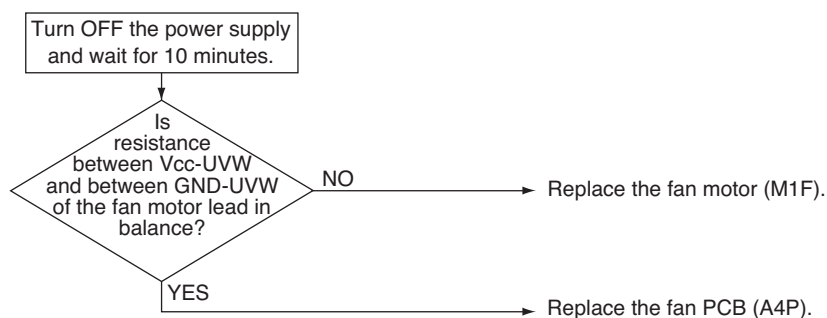 Turn OFF the power supply
and wait for 10 minutes.
Is
resistance
between Vcc-UVW
and between GND-UVW
of the fan motor lead in
balance?
NO
Replace the fan motor (M1F).
YES
Replace the fan PCB (A4P).